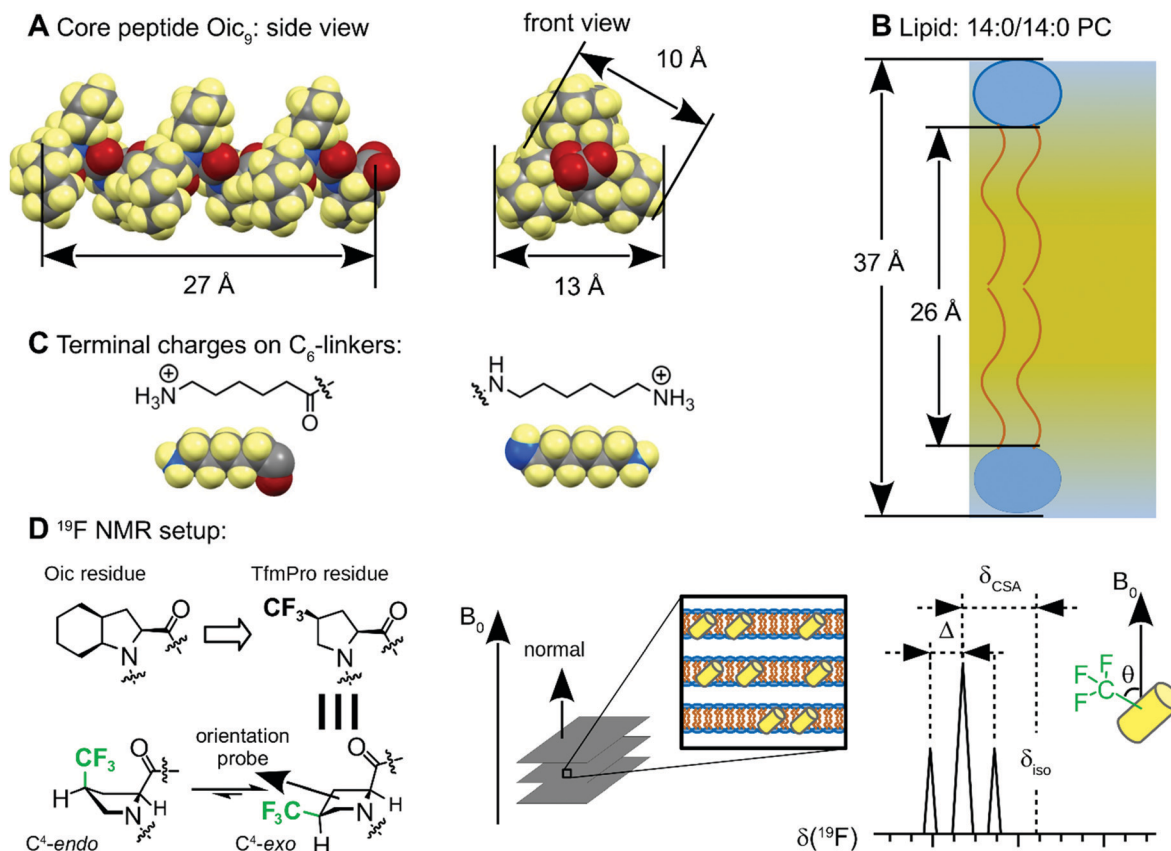 A Core peptide Oic₉: side view
front view
B Lipid: 14:0/14:0 PC
10 Å
27 Å
13 Å
37 Å
26 Å
C Terminal charges on C₆-linkers:
⊕
H₃N
O
H
N
⊕
NH₃
D ¹⁹F NMR setup:
Oic residue
TfmPro residue
O
N
CF₃
O
N
CF₃
O
H
H
N
C⁴-endo
orientation
probe
O
F₃C
N
H
H
C⁴-exo
B₀
normal
δCSA
Δ
δiso
δ(¹⁹F)
B₀
F
F
F
C
θ